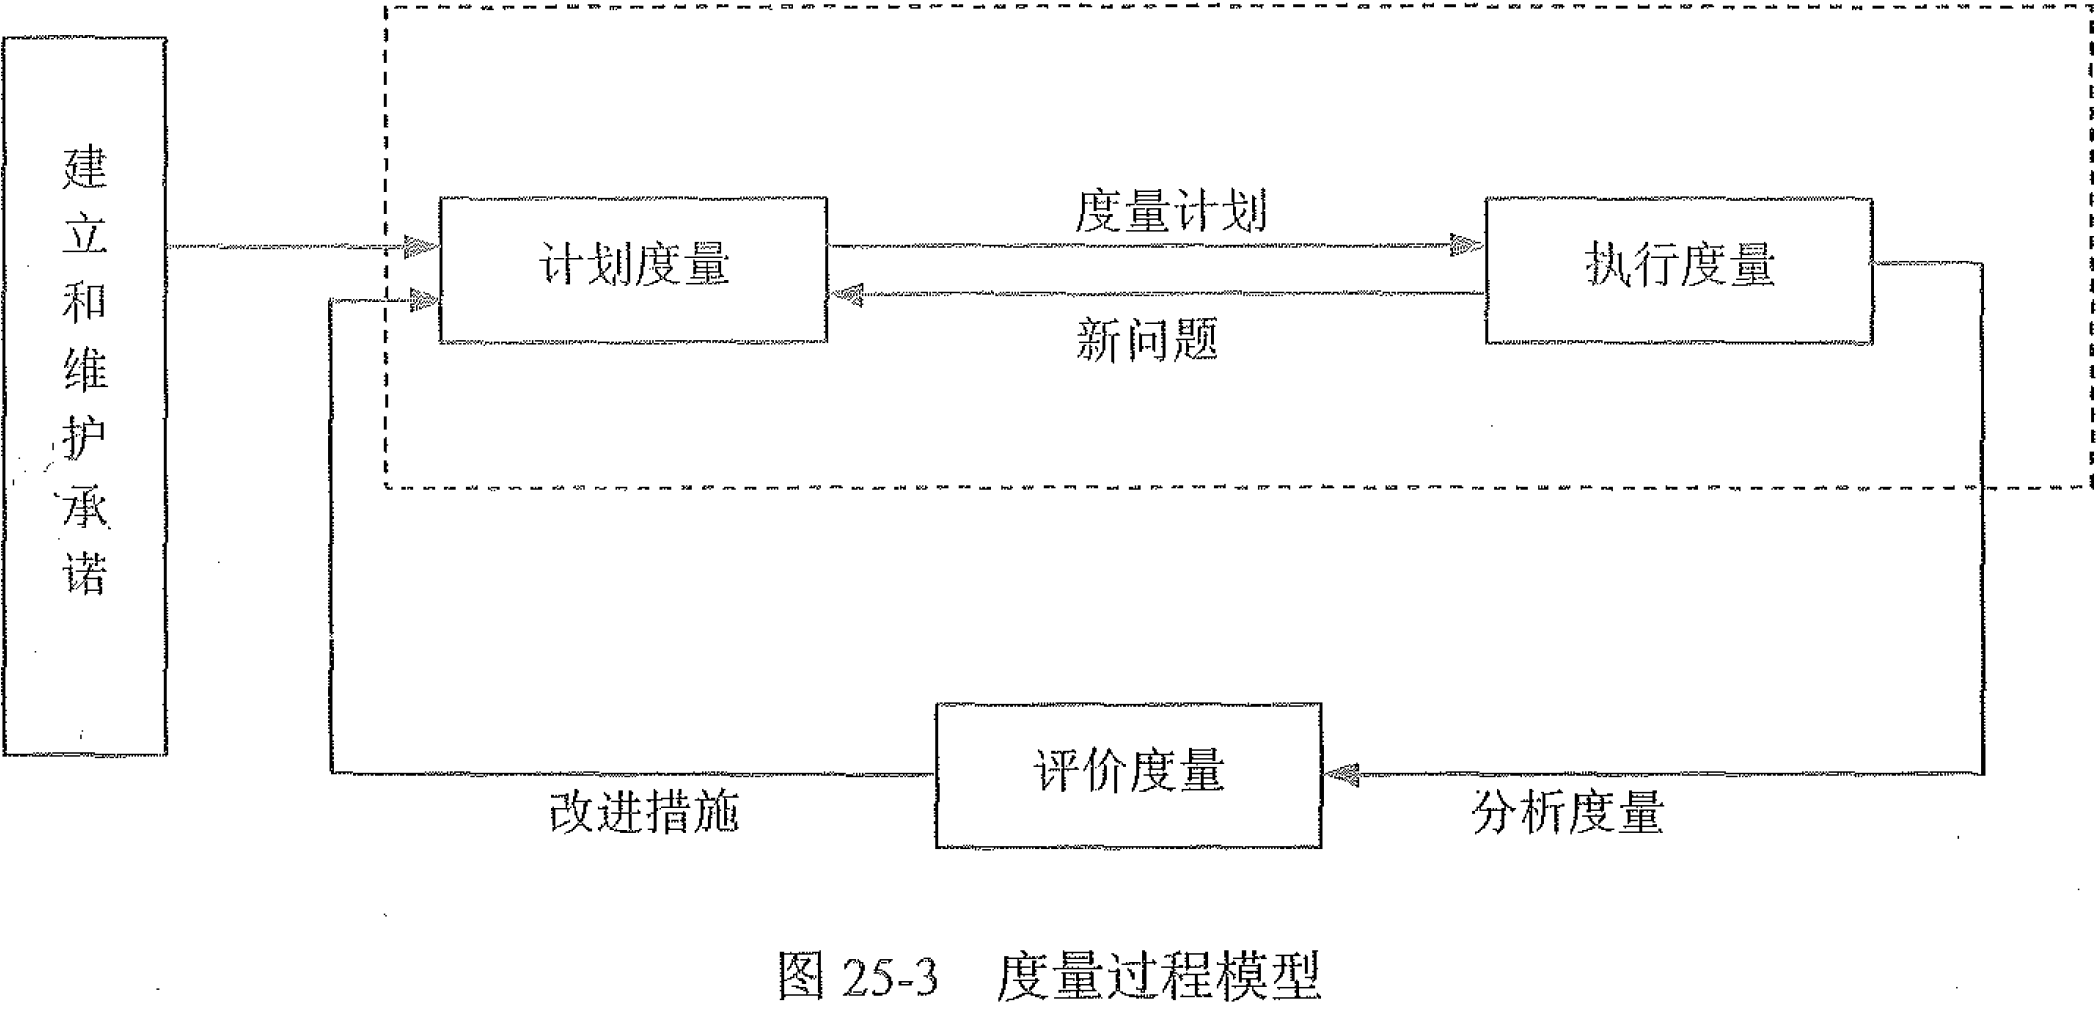 建立和维护承诺
度量计划
计划度量
执行度量
新问题
评价度量
改进措施
分析度量
图 25-3 度量过程模型